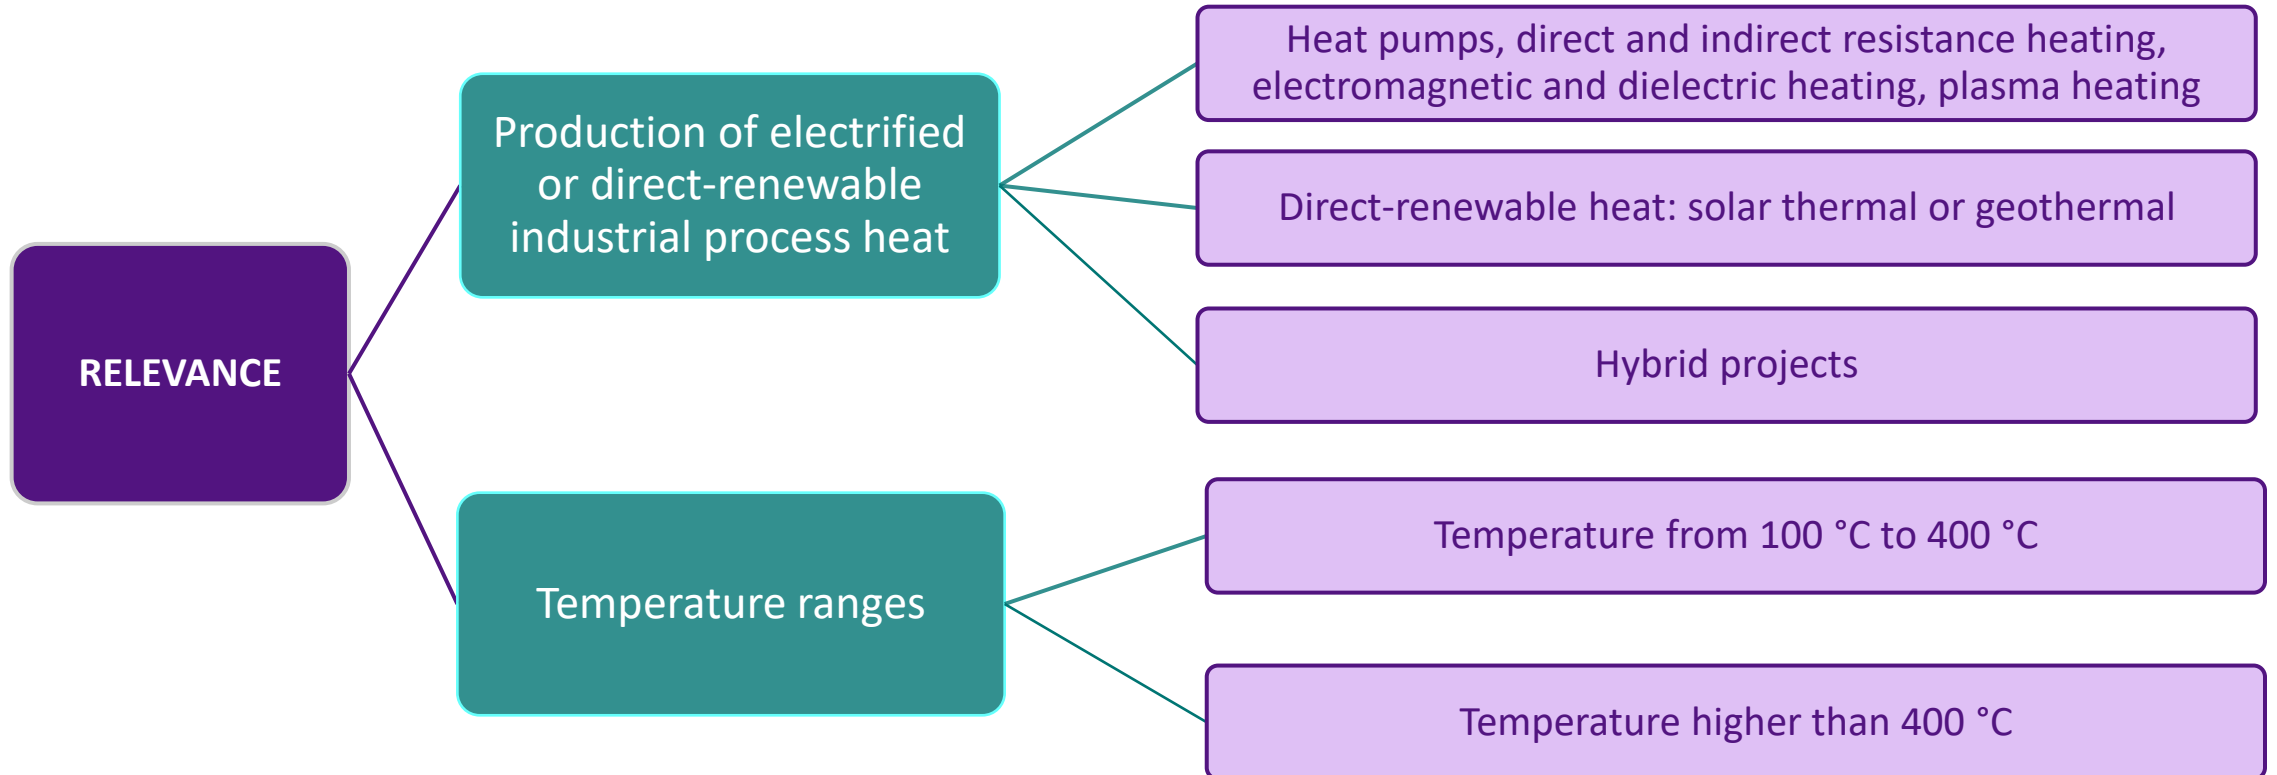 RELEVANCE
Production of electrified
or direct-renewable
industrial process heat
Heat pumps, direct and indirect resistance heating,
electromagnetic and dielectric heating, plasma heating
Direct-renewable heat: solar thermal or geothermal
Hybrid projects
Temperature ranges
Temperature from 100 °C to 400 °C
Temperature higher than 400 °C